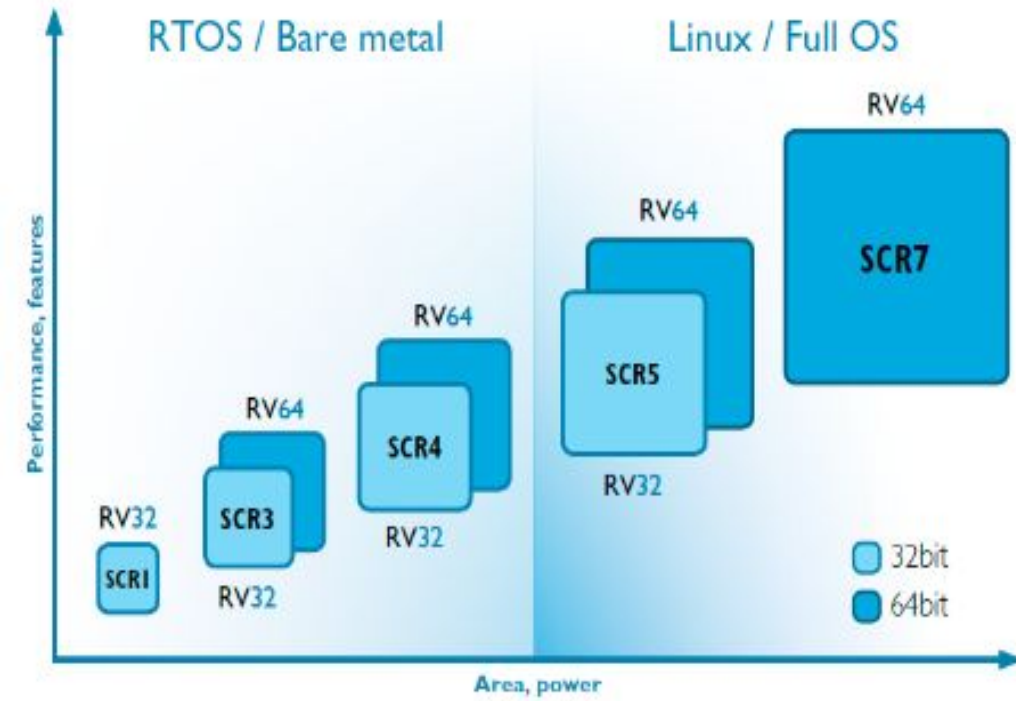 RTOS / Bare metal
Linux / Full OS
RV64
SCR7
RV64
SCR5
RV32
RV64
SCR4
RV32
RV64
SCR3
RV32
RV32
SCR1
32bit
64bit
Performance, features
Area, power